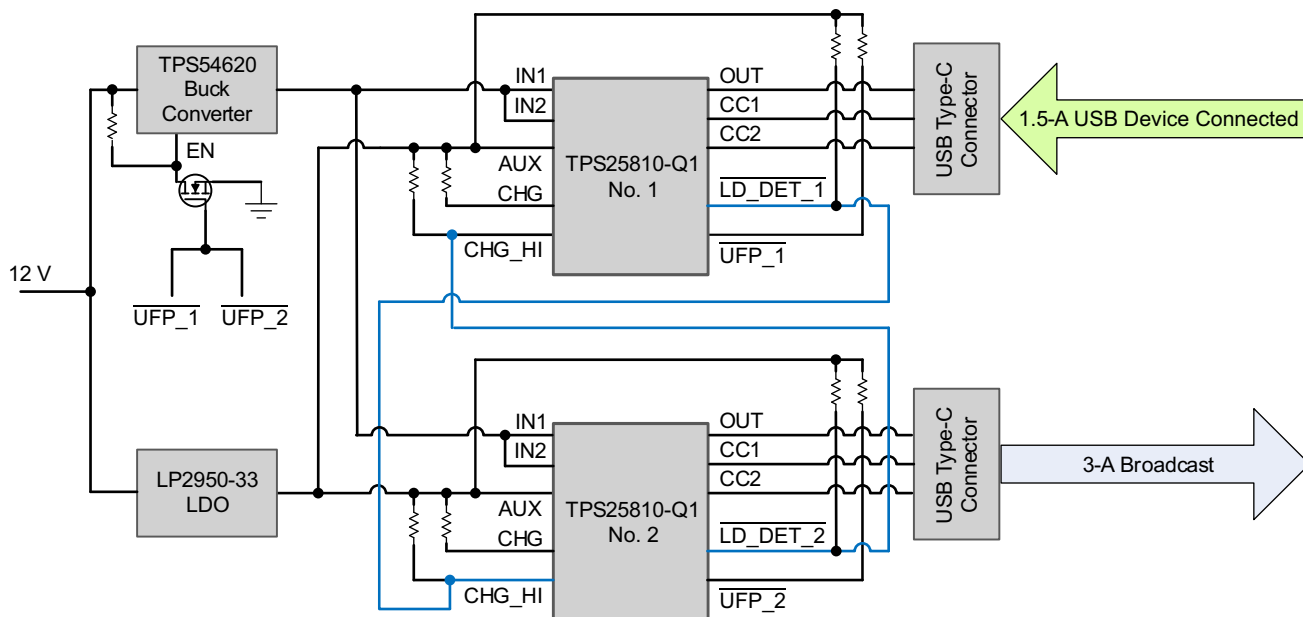 TPS54620
Buck
Converter
EN
12 V
UFP_1
UFP_2
LP2950-33
LDO
IN1
IN2
AUX
CHG
CHG_HI
TPS25810-Q1
No. 1
OUT
CC1
CC2
LD_DET_1
UFP_1
USB Type-C
Connector
1.5-A USB Device Connected
IN1
IN2
AUX
CHG
CHG_HI
TPS25810-Q1
No. 2
OUT
CC1
CC2
LD_DET_2
UFP_2
USB Type-C
Connector
3-A Broadcast